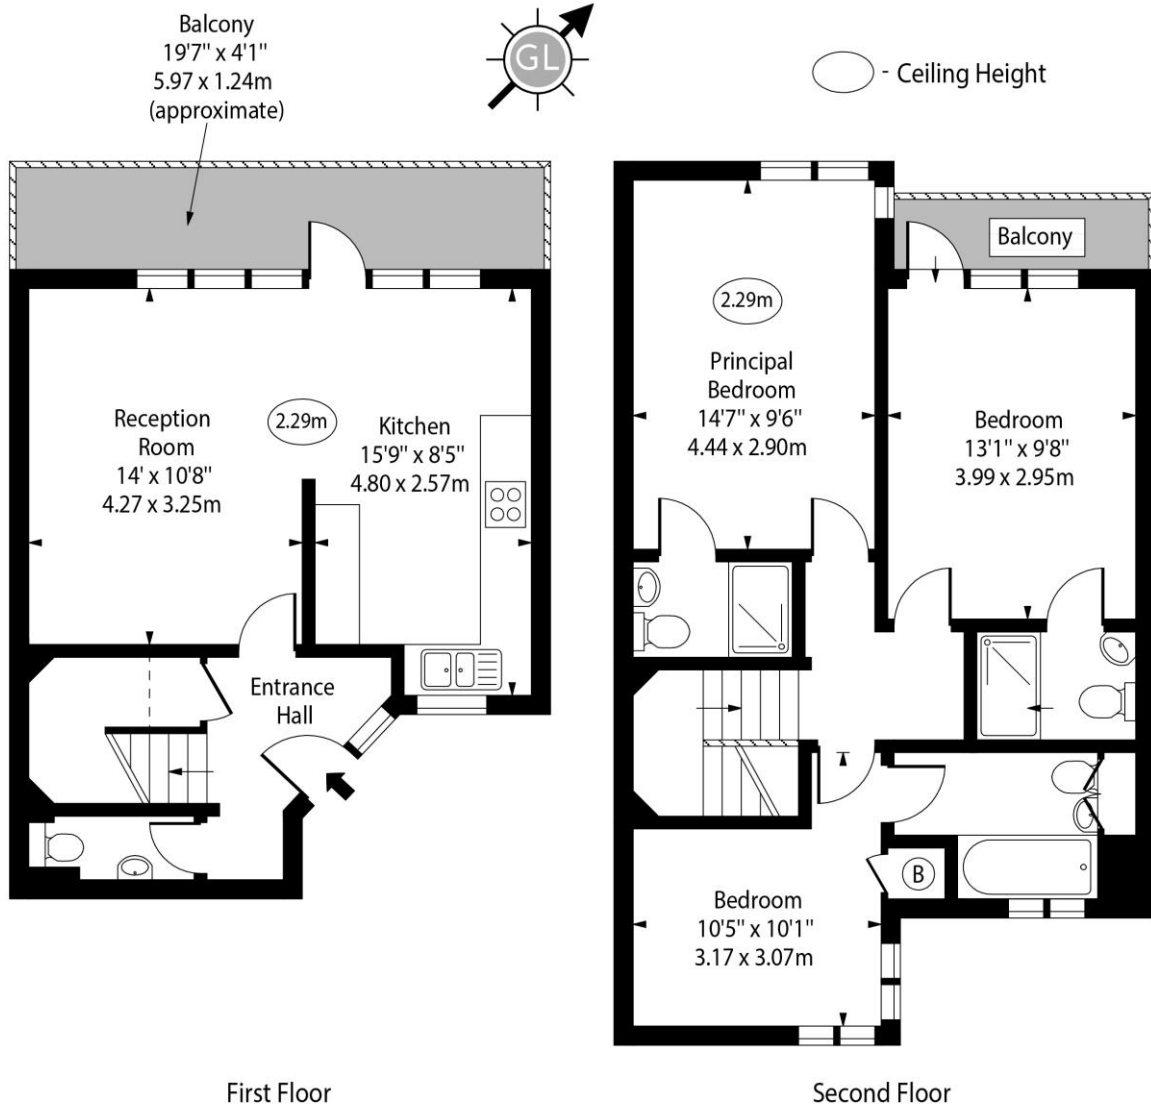 Balcony
19'7" x 4'1"
5.97 x 1.24m
(approximate)
GL
- Ceiling Height
Balcony
2.29m
Principal
Bedroom
14'7" x 9'6"
4.44 x 2.90m
Reception
Room
14' x 10'8"
4.27 x 3.25m
2.29m
Kitchen
15'9" x 8'5"
4.80 x 2.57m
Bedroom
13'1" x 9'8"
3.99 x 2.95m
Entrance
Hall
B
Bedroom
10'5" x 10'1"
3.17 x 3.07m
First Floor
Second Floor